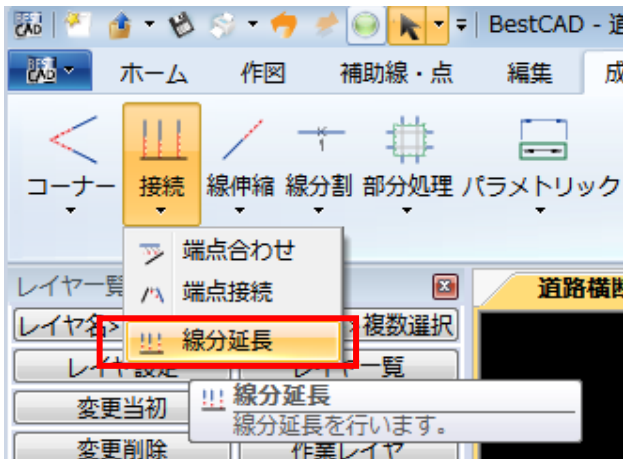 BestCAD - 道
ホーム 作図 補助線・点 編集 成
コーナー 接続 線伸縮 線分割 部分処理 パラメトリック
端点合わせ
端点接続
線分延長
レイヤ一覧
道路横断
レイヤ名> >複数選択
レイヤ設定 レイヤ一覧
変更当初
線分延長
線分延長を行います。
変更削除 作業レイヤ